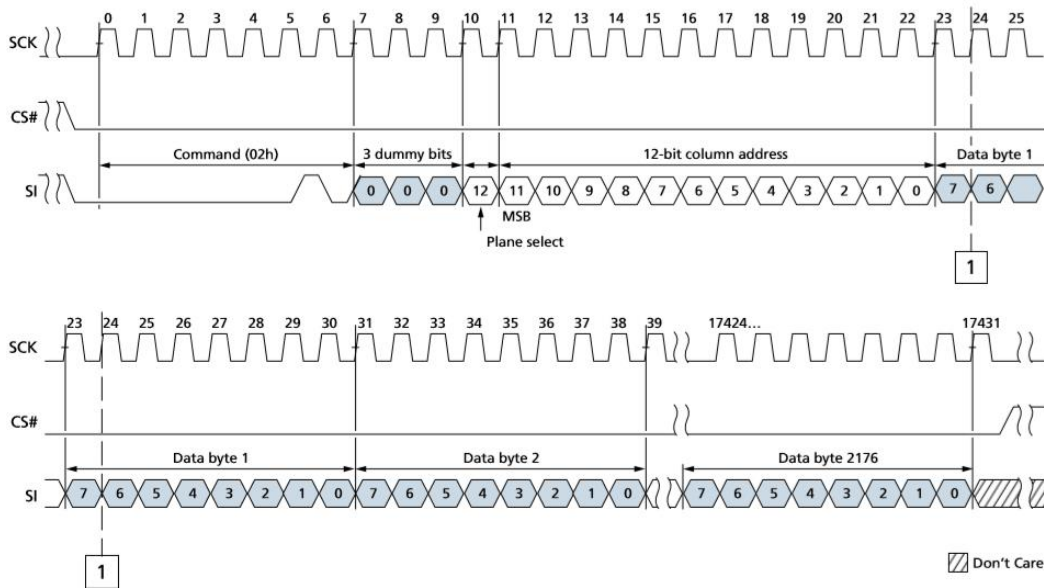 0 1 2 3 4 5 6 7 8 9 10 11 12 13 14 15 16 17 18 19 20 21 22 23 24 25
SCK
CS#
Command (02h) 3 dummy bits 12-bit column address Data byte 1
SI 0 0 0 12 11 10 9 8 7 6 5 4 3 2 1 0 7 6
MSB
Plane select
1
23 24 25 26 27 28 29 30 31 32 33 34 35 36 37 38 39 17424... 17431
SCK
CS#
Data byte 1 Data byte 2 Data byte 2176
SI 7 6 5 4 3 2 1 0 7 6 5 4 3 2 1 0 7 6 5 4 3 2 1 0
1
Don't Care